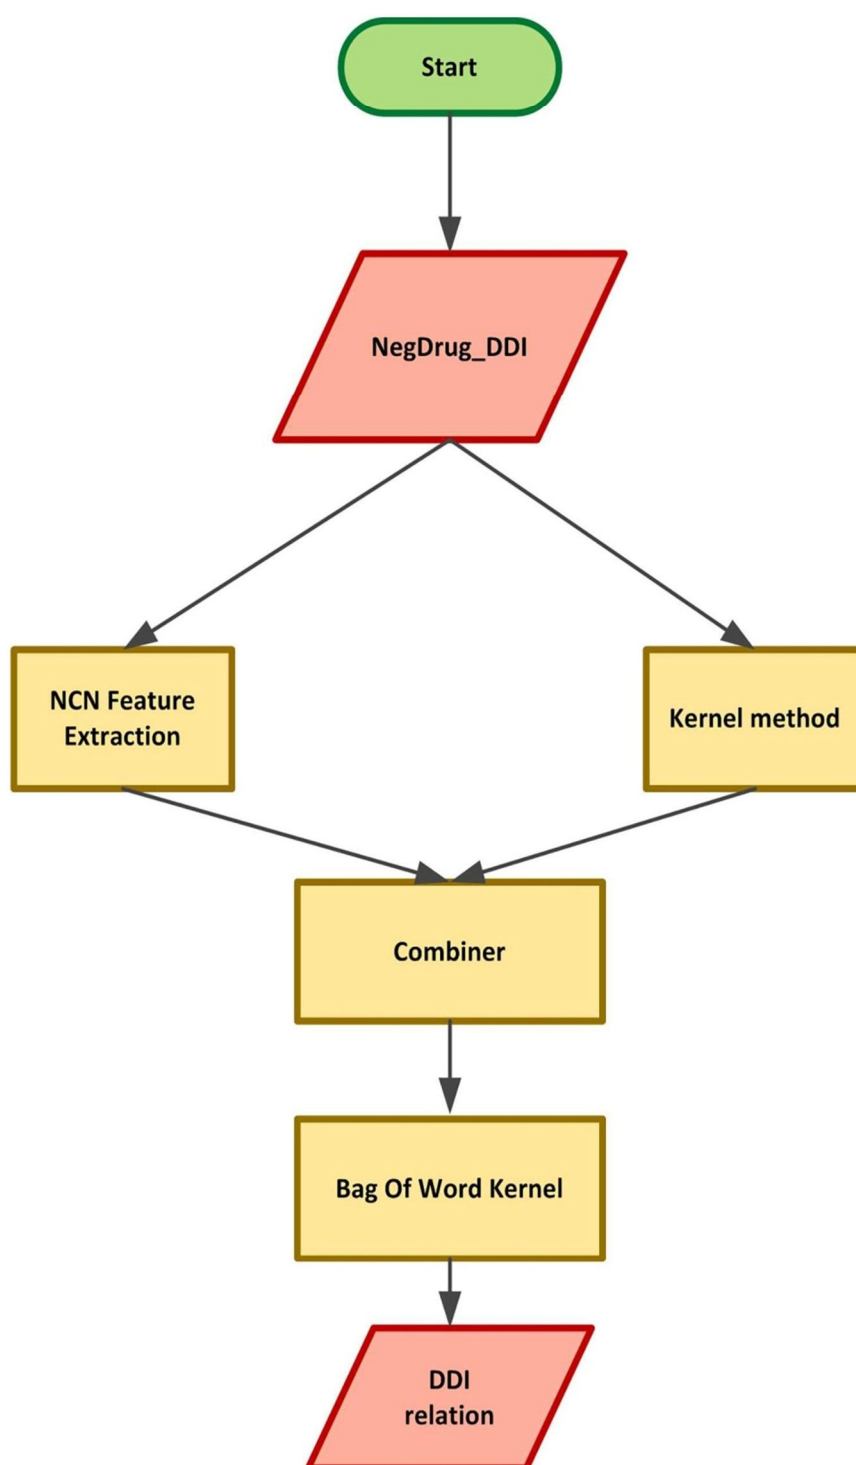 Start
NegDrug_DDI
NCN Feature
Extraction
Kernel method
Combiner
Bag Of Word Kernel
DDI
relation